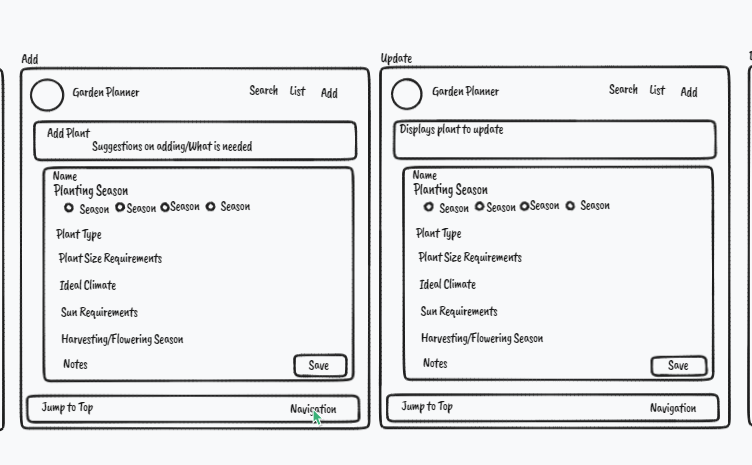 Add
Garden Planner Search List Add
Add Plant
Suggestions on adding/What is needed
Name
Planting Season
Season Season Season Season
Plant Type
Plant Size Requirements
Ideal Climate
Sun Requirements
Harvesting/Flowering Season
Notes
Save
Jump to Top Navigation
Update
Garden Planner Search List Add
Displays plant to update
Name
Planting Season
Season Season Season Season
Plant Type
Plant Size Requirements
Ideal Climate
Sun Requirements
Harvesting/Flowering Season
Notes
Save
Jump to Top Navigation